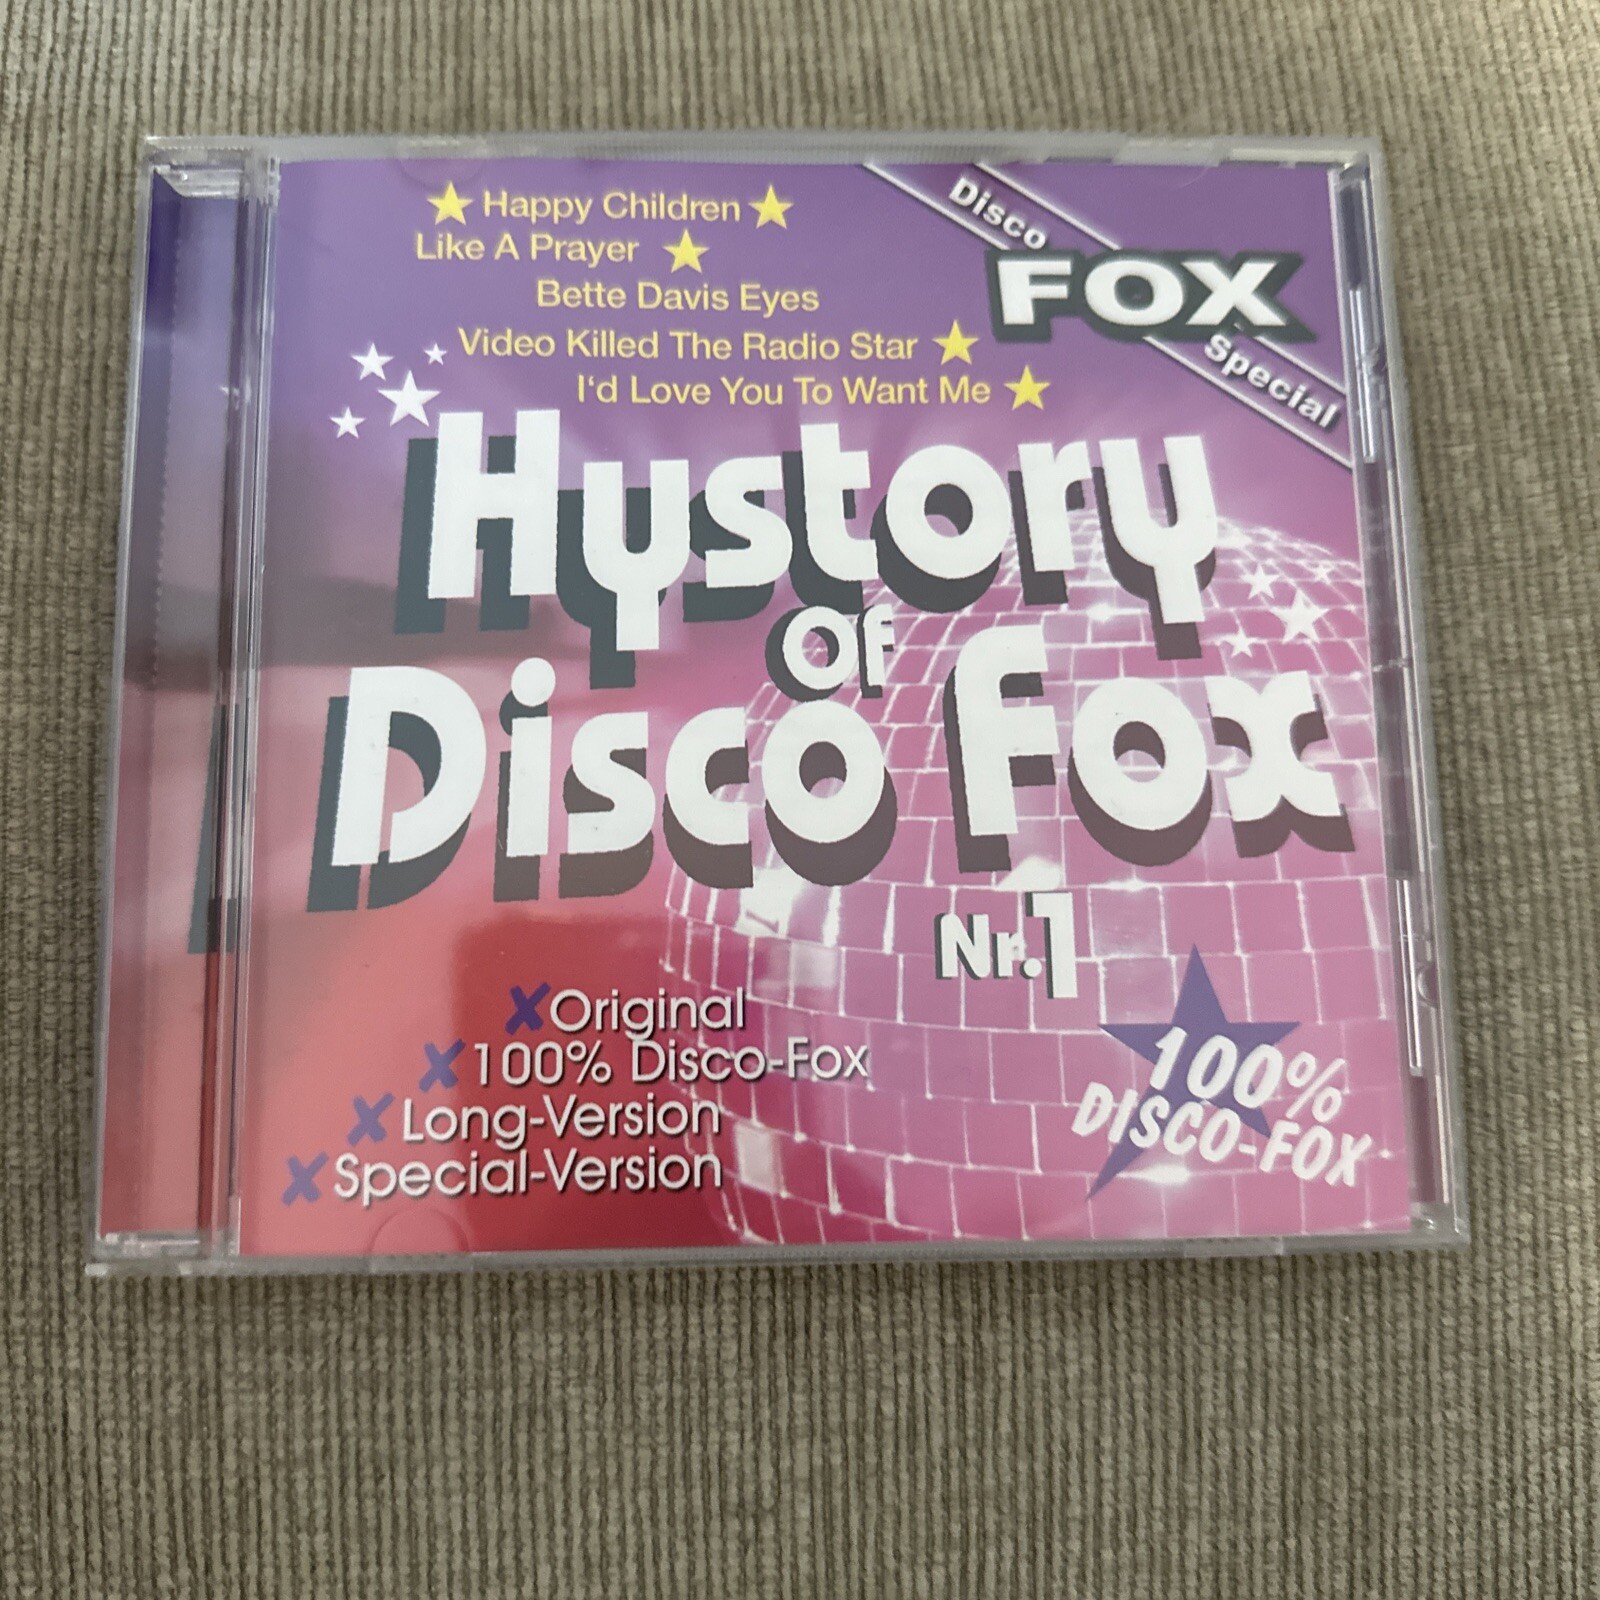 Happy Children
Like A Prayer
Bette Davis Eyes
Video Killed The Radio Star
I'd Love You To Want Me
Disco
FOX
Special
Hystory
Of
Disco Fox
Nr.1
Original
100% Disco-Fox
Long-Version
Special-Version
100%
DISCO-FOX